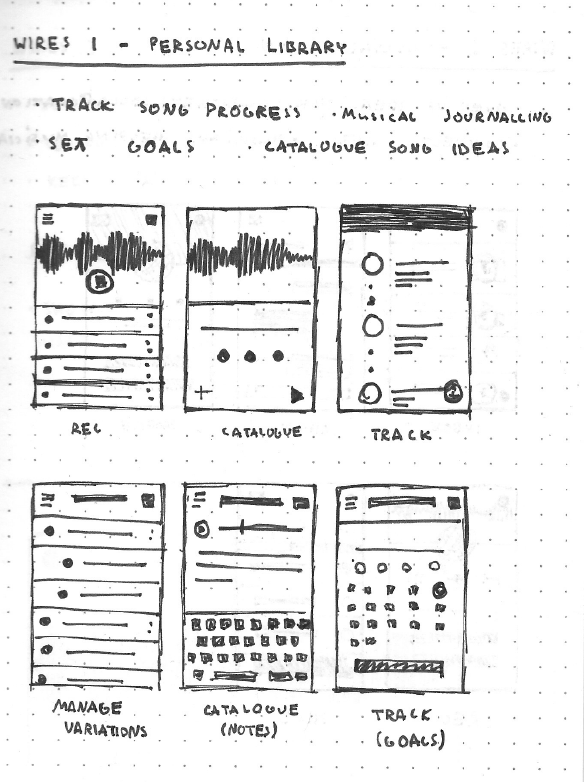 WIRES 1 - PERSONAL LIBRARY
· TRACK SONG PROGRESS · MUSICAL JOURNALLING
· SET GOALS · CATALOGUE SONG IDEAS
REC CATALOGUE TRACK
MANAGE VARIATIONS
CATALOGUE (NOTES)
TRACK (GOALS)